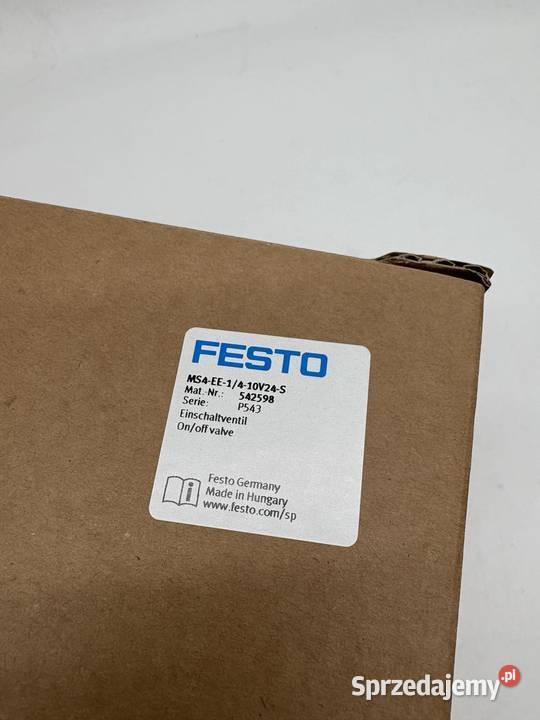 FESTO
MS4-EE-1/4-10V24-S
Mat.-Nr.: 542598
Serie: P543
Einschaltventil
On/off valve
Festo Germany
Made in Hungary
www.festo.com/sp
Sprzedajemy.pl